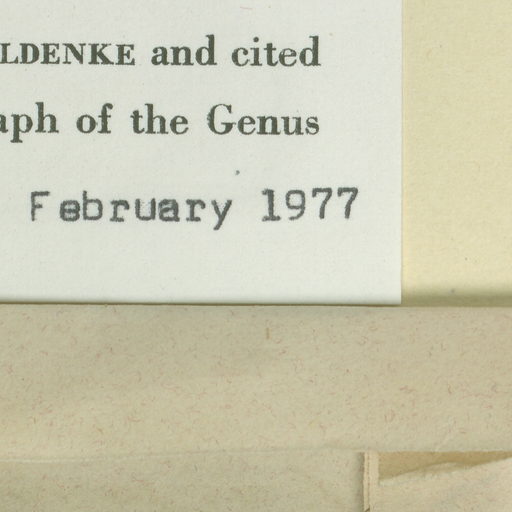 LDENKE and cited
aph of the Genus
February 1977